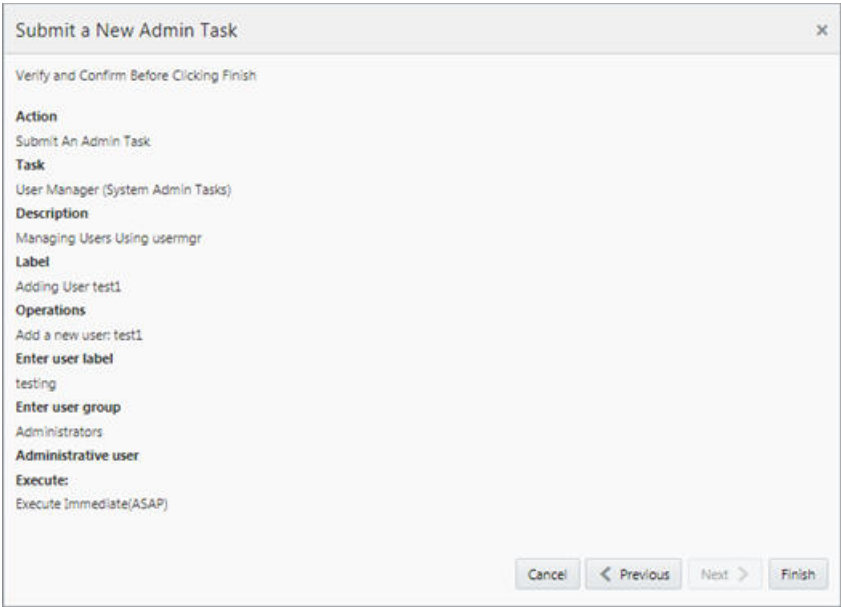 Submit a New Admin Task
Verify and Confirm Before Clicking Finish
Action
Submit An Admin Task
Task
User Manager (System Admin Tasks)
Description
Managing Users Using usermgr
Label
Adding User test1
Operations
Add a new user: test1
Enter user label
testing
Enter user group
Administrators
Administrative user
Execute:
Execute Immediate(ASAP)
Cancel Previous Next Finish